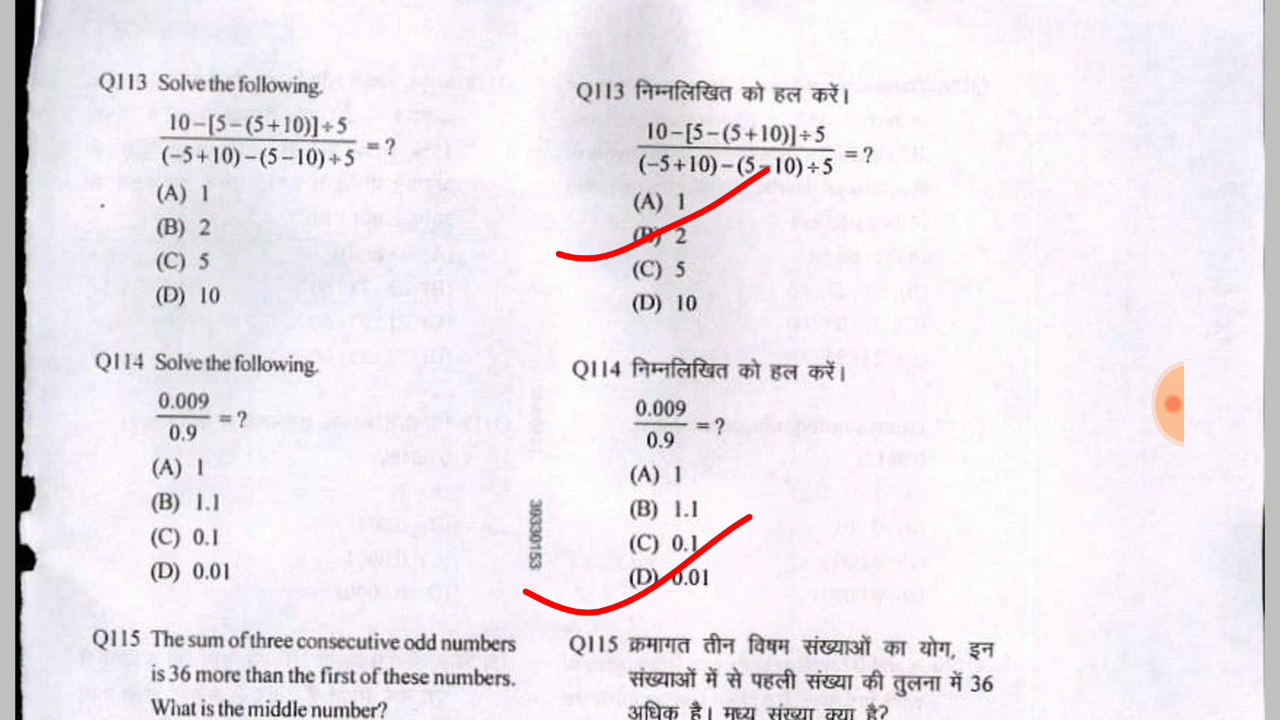 Q113 Solve the following.
10−[5−(5+10)]÷5
(−5+10)−(5−10)÷5
= ?
(A) 1
(B) 2
(C) 5
(D) 10
Q114 Solve the following.
0.009
0.9
= ?
(A) 1
(B) 1.1
(C) 0.1
(D) 0.01
Q115 The sum of three consecutive odd numbers
is 36 more than the first of these numbers.
What is the middle number?
39330153
Q113 निम्नलिखित को हल करें।
10−[5−(5+10)]÷5
(−5+10)−(5−10)÷5
= ?
(A) 1
(B) 2
(C) 5
(D) 10
Q114 निम्नलिखित को हल करें।
0.009
0.9
= ?
(A) 1
(B) 1.1
(C) 0.1
(D) 0.01
Q115 क्रमागत तीन विषम संख्याओं का योग, इन
संख्याओं में से पहली संख्या की तुलना में 36
अधिक है। मध्य संख्या क्या है?